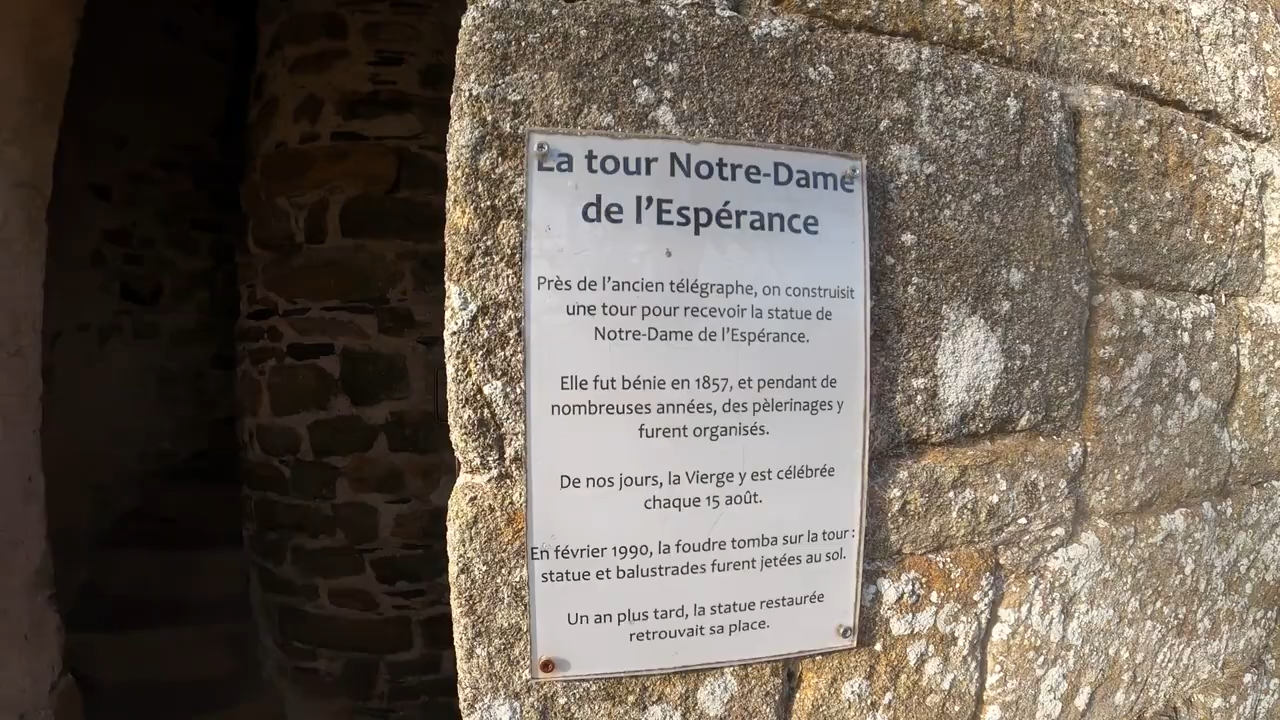 La tour Notre-Dame
de l'Espérance
Près de l'ancien télégraphe, on construisit
une tour pour recevoir la statue de
Notre-Dame de l'Espérance.
Elle fut bénie en 1857, et pendant de
nombreuses années, des pèlerinages y
furent organisés.
De nos jours, la Vierge y est célébrée
chaque 15 août.
En février 1990, la foudre tomba sur la tour :
statue et balustrades furent jetées au sol.
Un an plus tard, la statue restaurée
retrouvait sa place.